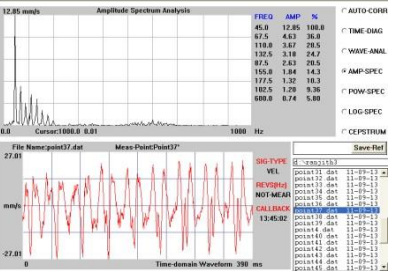 12.85 mm/s Amplitude Spectrum Analysis
FREQ AMP %
45.0 12.85 100.0
67.5 4.63 36.0
110.0 3.67 28.5
132.5 3.18 24.7
87.5 2.63 20.5
155.0 1.84 14.3
177.5 1.32 10.3
102.5 1.20 9.36
600.0 0.74 5.80
0.0 Cursor:1000.0 0.01 1000 Hz
AUTO-CORR
TIME-DIAG
WAVE-ANAL
AMP-SPEC
POW-SPEC
LOG-SPEC
CEPSTRUM
File Name:point37.dat Meas-Point:Point37"
27.01
mm/s
-27.01
0 Time-domain Waveform 390 ms
SIG-TYPE
VEL
REVS(Hz)
NOT-MEAR
CALLBACK
13:45:02
Save-Ref
d:\ranjith3
point31.dat 11-09-13
point32.dat 11-09-13
point33.dat 11-09-13
point34.dat 11-09-13
point35.dat 11-09-13
point36.dat 11-09-13
point37.dat 11-09-13
point38.dat 11-09-13
point39.dat 11-09-13
point4.dat 11-09-13
point40.dat 11-09-13
point41.dat 11-09-13
point42.dat 11-09-13
point43.dat 11-09-13
point44.dat 11-09-13
point45.dat 11-09-13